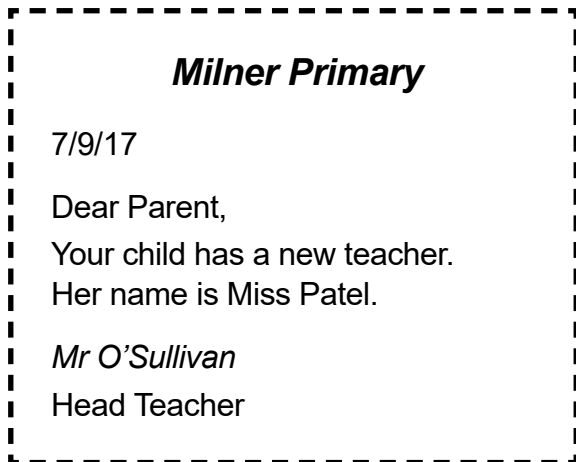 Milner Primary
7/9/17
Dear Parent,
Your child has a new teacher.
Her name is Miss Patel.
Mr O’Sullivan
Head Teacher